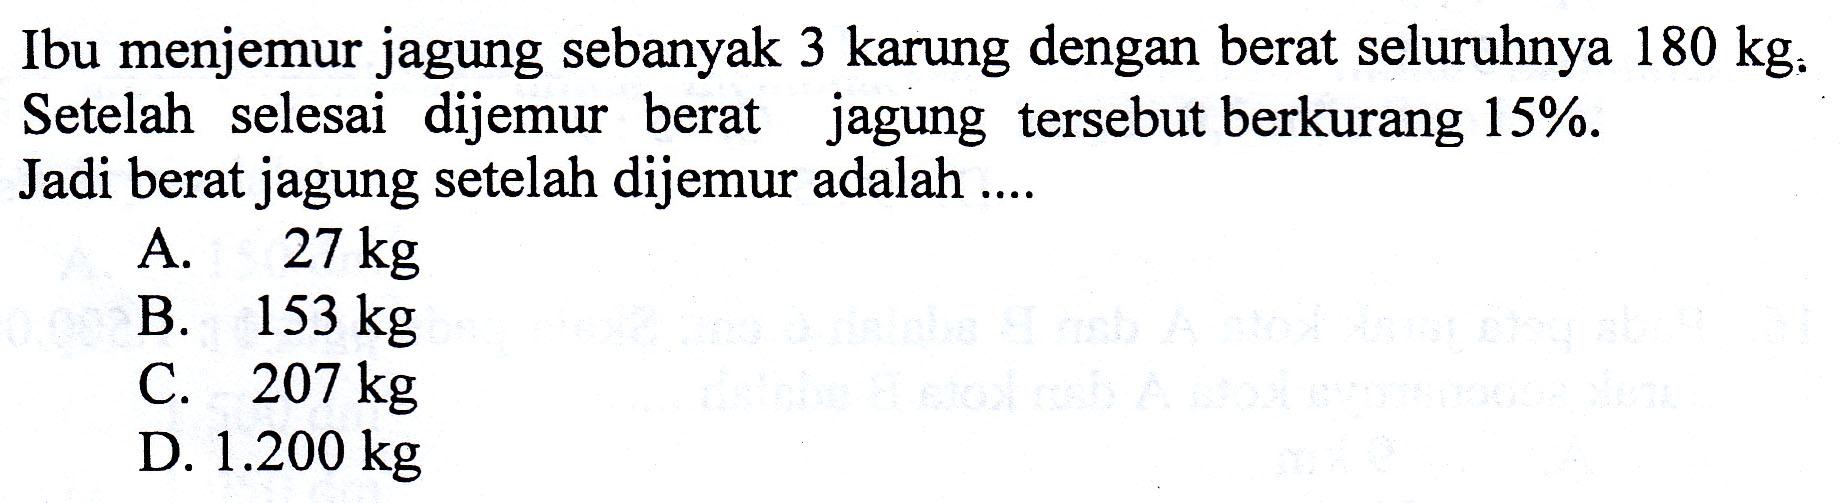 Ibu menjemur jagung sebanyak 3 karung dengan berat seluruhnya 180 kg.
Setelah selesai dijemur berat jagung tersebut berkurang 15%.
Jadi berat jagung setelah dijemur adalah ....
A. 27 kg
B. 153 kg
C. 207 kg
D. 1.200 kg